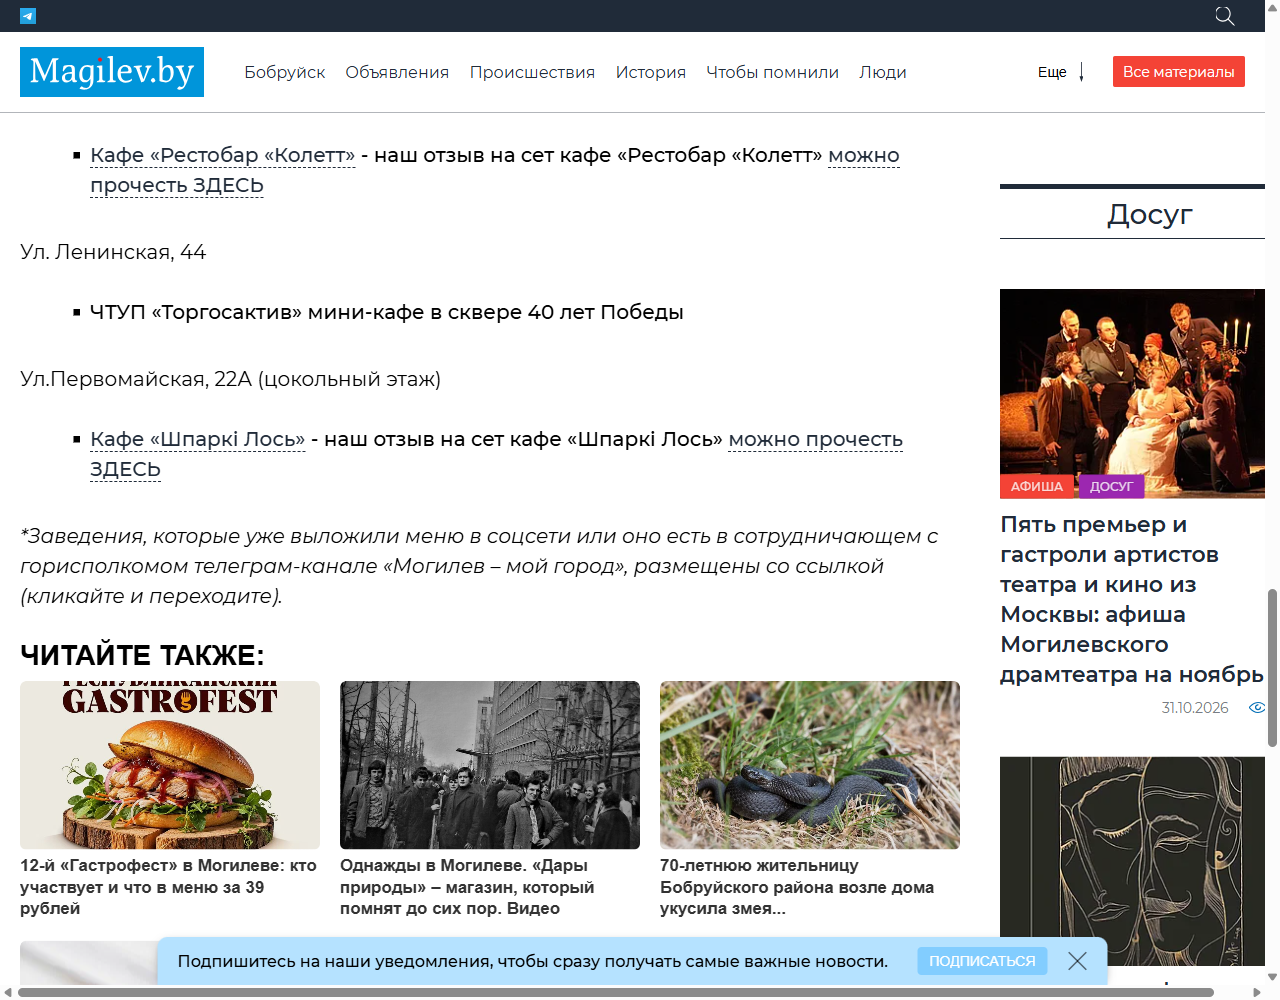 Magilev.by
Бобруйск
Объявления
Происшествия
История
Чтобы помнили
Люди
Еще
Все материалы
Кафе «Рестобар «Колетт» - наш отзыв на сет кафе «Рестобар «Колетт» можно
прочесть ЗДЕСЬ
Ул. Ленинская, 44
ЧТУП «Торгосактив» мини-кафе в сквере 40 лет Победы
Ул.Первомайская, 22А (цокольный этаж)
Кафе «Шпаркі Лось» - наш отзыв на сет кафе «Шпаркі Лось» можно прочесть
ЗДЕСЬ
*Заведения, которые уже выложили меню в соцсети или оно есть в сотрудничающем с
горисполкомом телеграм-канале «Могилев – мой город», размещены со ссылкой
(кликайте и переходите).
ЧИТАЙТЕ ТАКЖЕ:
РЕСПУБЛИКАНСКИЙ
GASTROFEST
12-й «Гастрофест» в Могилеве: кто
участвует и что в меню за 39
рублей
Однажды в Могилеве. «Дары
природы» – магазин, который
помнят до сих пор. Видео
70-летнюю жительницу
Бобруйского района возле дома
укусила змея...
Досуг
АФИША
ДОСУГ
Пять премьер и
гастроли артистов
театра и кино из
Москвы: афиша
Могилевского
драмтеатра на ноябрь
31.10.2026
Подпишитесь на наши уведомления, чтобы сразу получать самые важные новости.
ПОДПИСАТЬСЯ